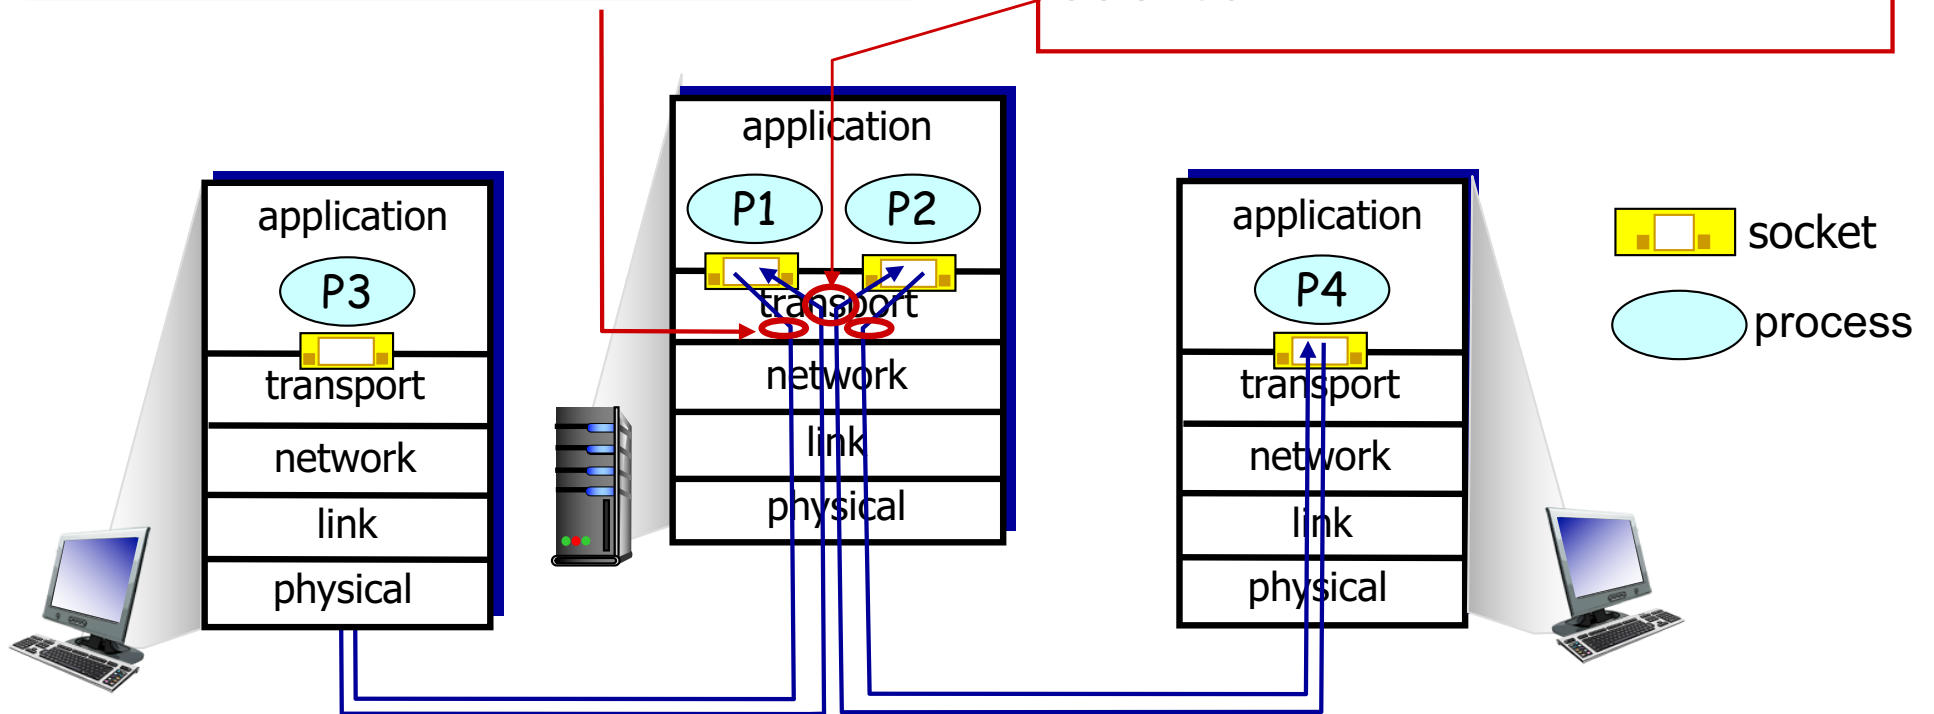 application
P1
P2
transport
network
link
physical
application
P3
transport
network
link
physical
application
P4
transport
network
link
physical
socket
process